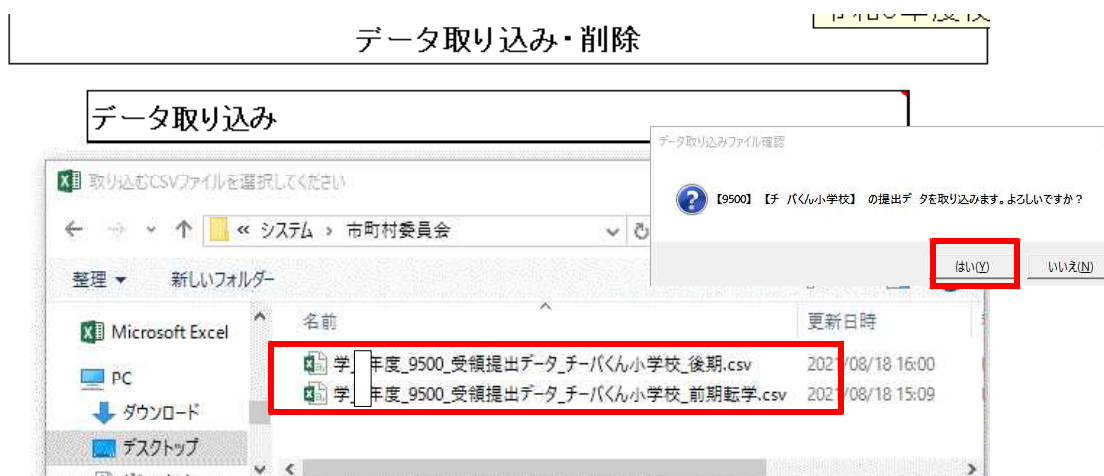 データ取り込み・削除
データ取り込み
データ取り込みファイル確認
【9500】【チ バくん小学校】 の提出デ タを取り込みます。よろしいですか？
はい(Y)
いいえ(N)
取り込むCSVファイルを選択してください
« システム › 市町村委員会
整理
新しいフォルダー
名前
更新日時
Microsoft Excel
PC
ダウンロード
デスクトップ
学_ 年度_9500_受領提出データ_チーバくん小学校_後期.csv
2021/08/18 16:00
学_ 年度_9500_受領提出データ_チーバくん小学校_前期転学.csv
2021/08/18 15:09